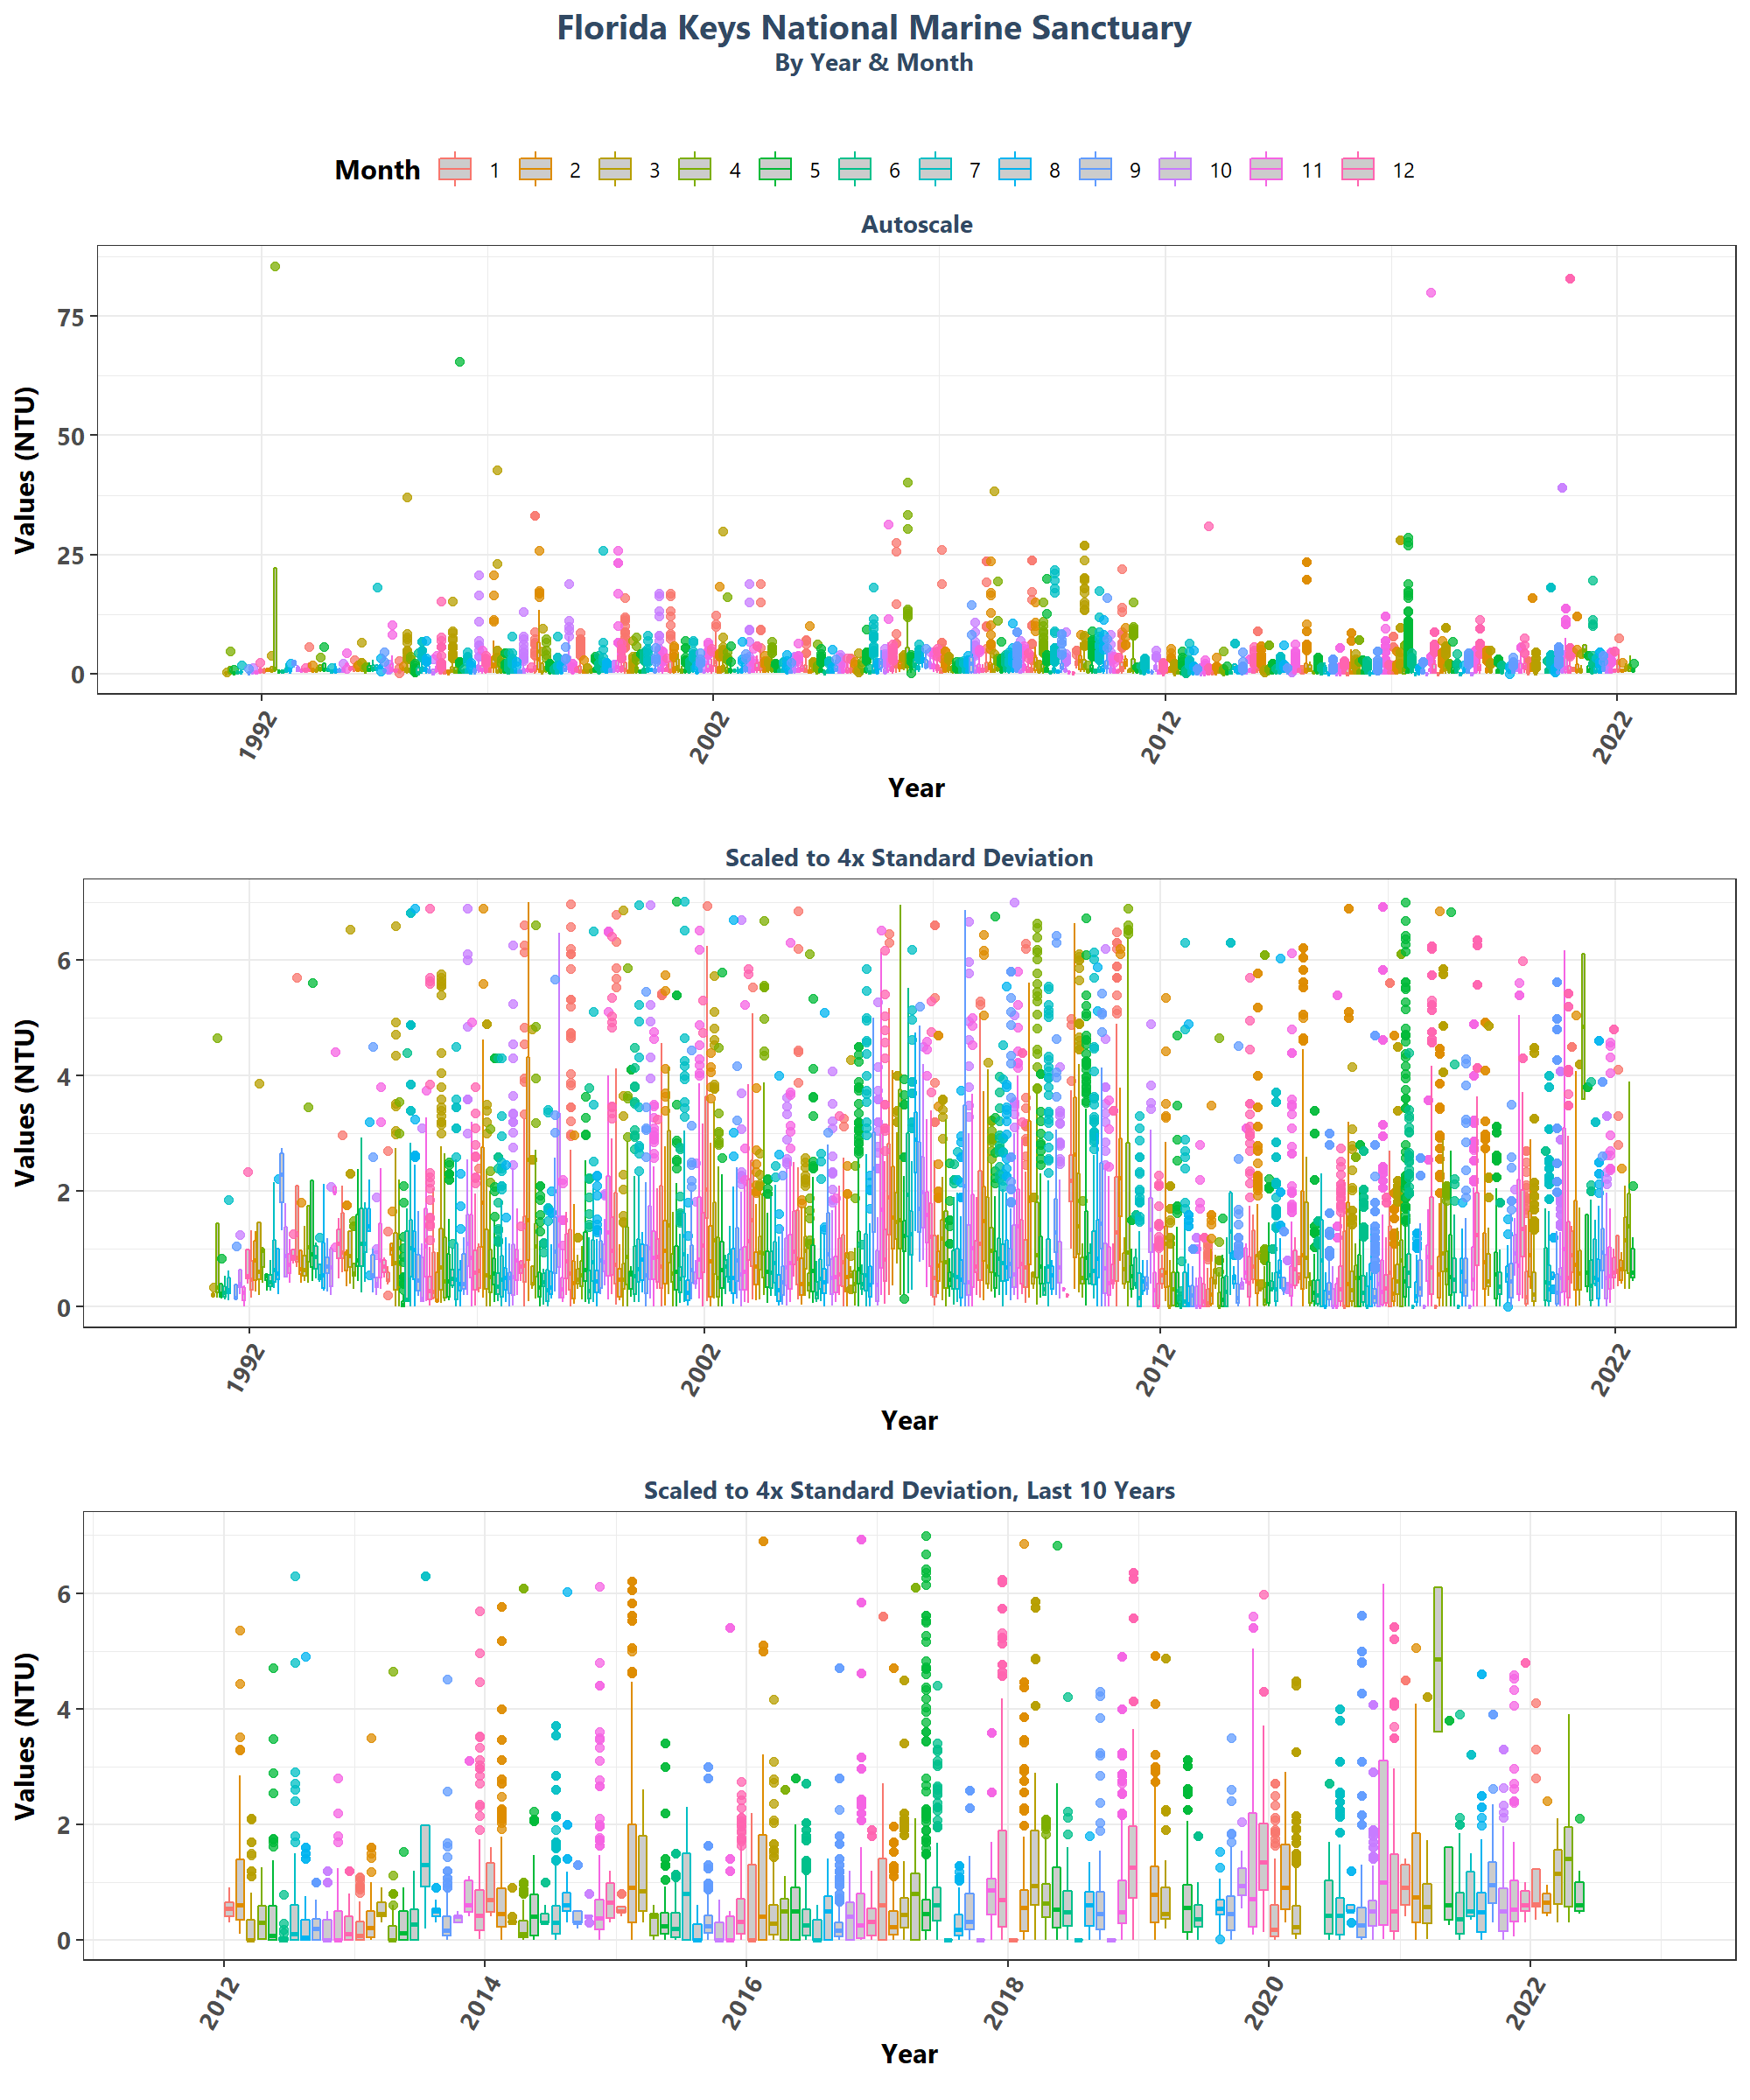 Florida Keys National Marine Sanctuary
By Year & Month
Month 1 2 3 4 5 6 7 8 9 10 11 12
Autoscale
Values (NTU)
75
50
25
0
1992 2002 2012 2022
Year
Scaled to 4x Standard Deviation
Values (NTU)
6
4
2
0
1992 2002 2012 2022
Year
Scaled to 4x Standard Deviation, Last 10 Years
Values (NTU)
6
4
2
0
2012 2014 2016 2018 2020 2022
Year